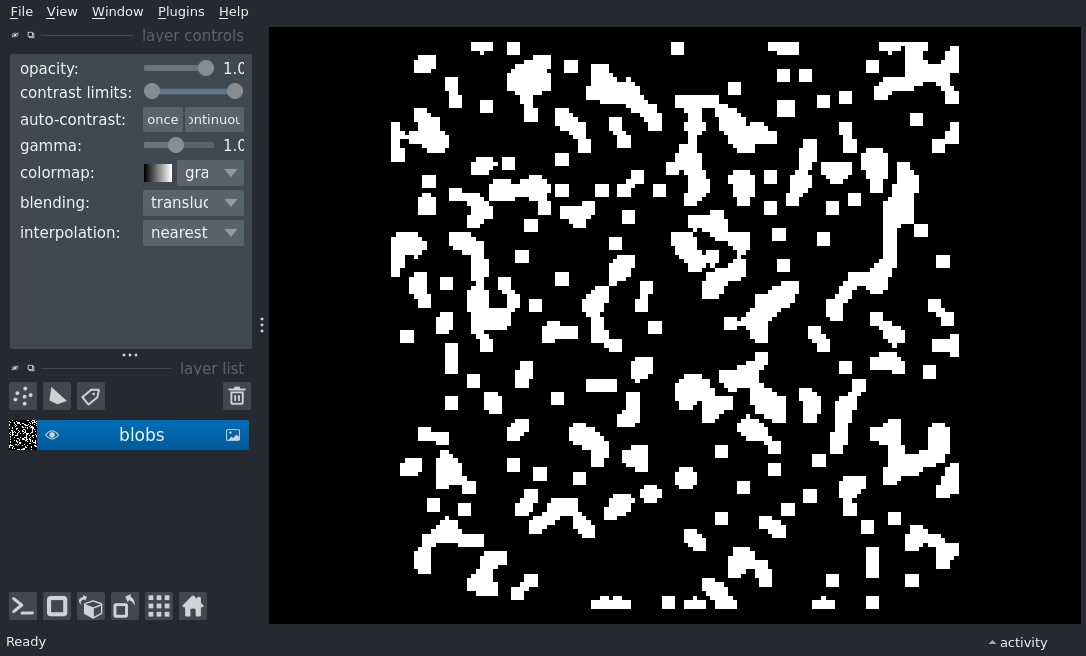 File View Window Plugins Help
layer controls
opacity: 1.0
contrast limits:
auto-contrast: once ontinuou
gamma: 1.0
colormap: gra
blending: transluc
interpolation: nearest
layer list
blobs
Ready activity